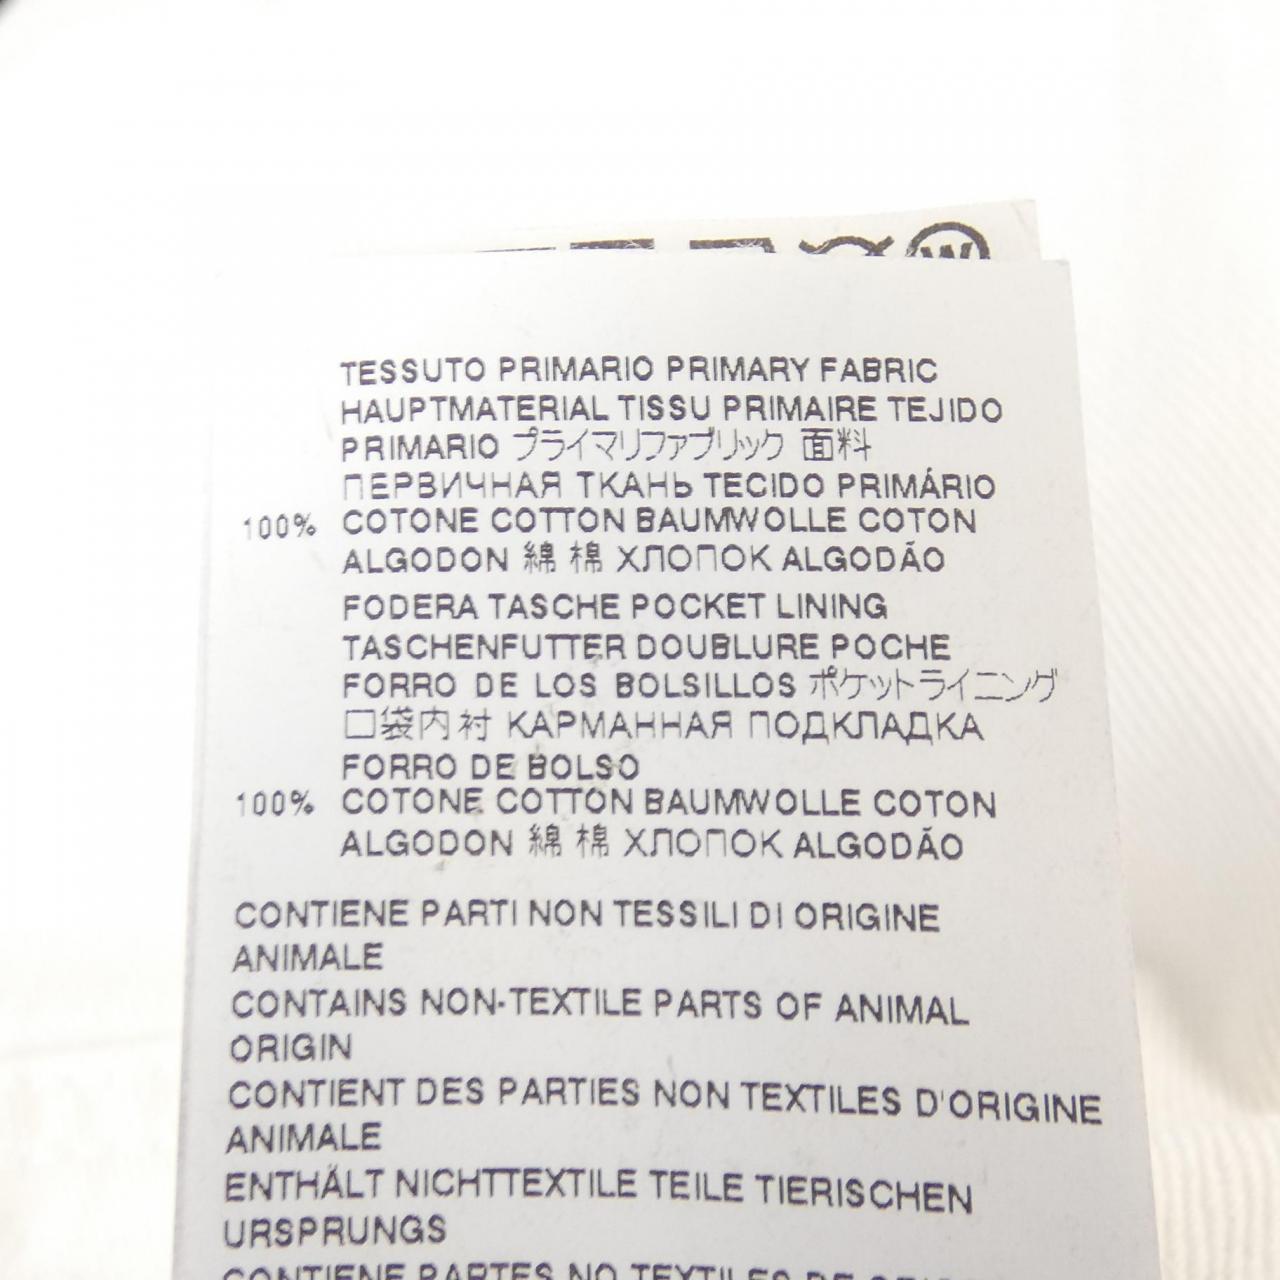 W
TESSUTO PRIMARIO PRIMARY FABRIC
HAUPTMATERIAL TISSU PRIMAIRE TEJIDO
PRIMARIO プライマリファブリック 面料
ПЕРВИЧНАЯ ТКАНЬ TECIDO PRIMÁRIO
100% COTONE COTTON BAUMWOLLE COTON
ALGODON 綿 棉 ХЛОПОК ALGODÃO
FODERA TASCHE POCKET LINING
TASCHENFUTTER DOUBLURE POCHE
FORRO DE LOS BOLSILLOS ポケットライニング
口袋内衬 КАРМАННАЯ ПОДКЛАДКА
FORRO DE BOLSO
100% COTONE COTTON BAUMWOLLE COTON
ALGODON 綿 棉 ХЛОПОК ALGODÃO
CONTIENE PARTI NON TESSILI DI ORIGINE
ANIMALE
CONTAINS NON-TEXTILE PARTS OF ANIMAL
ORIGIN
CONTIENT DES PARTIES NON TEXTILES D'ORIGINE
ANIMALE
ENTHÄLT NICHTTEXTILE TEILE TIERISCHEN
URSPRUNGS
CONTIENE PARTES NO TEXTILES DE